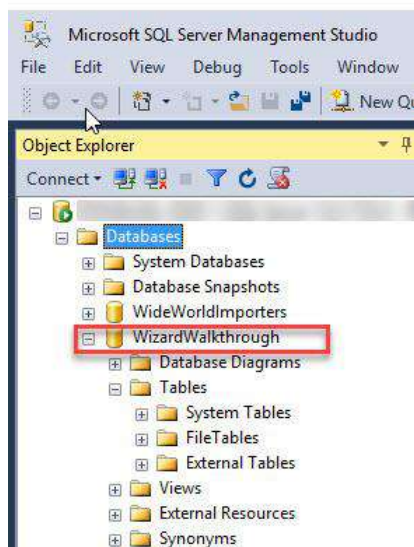 Microsoft SQL Server Management Studio
File Edit View Debug Tools Window
New Qu
Object Explorer
Connect
Databases
System Databases
Database Snapshots
WideWorldImporters
WizardWalkthrough
Database Diagrams
Tables
System Tables
FileTables
External Tables
Views
External Resources
Synonyms